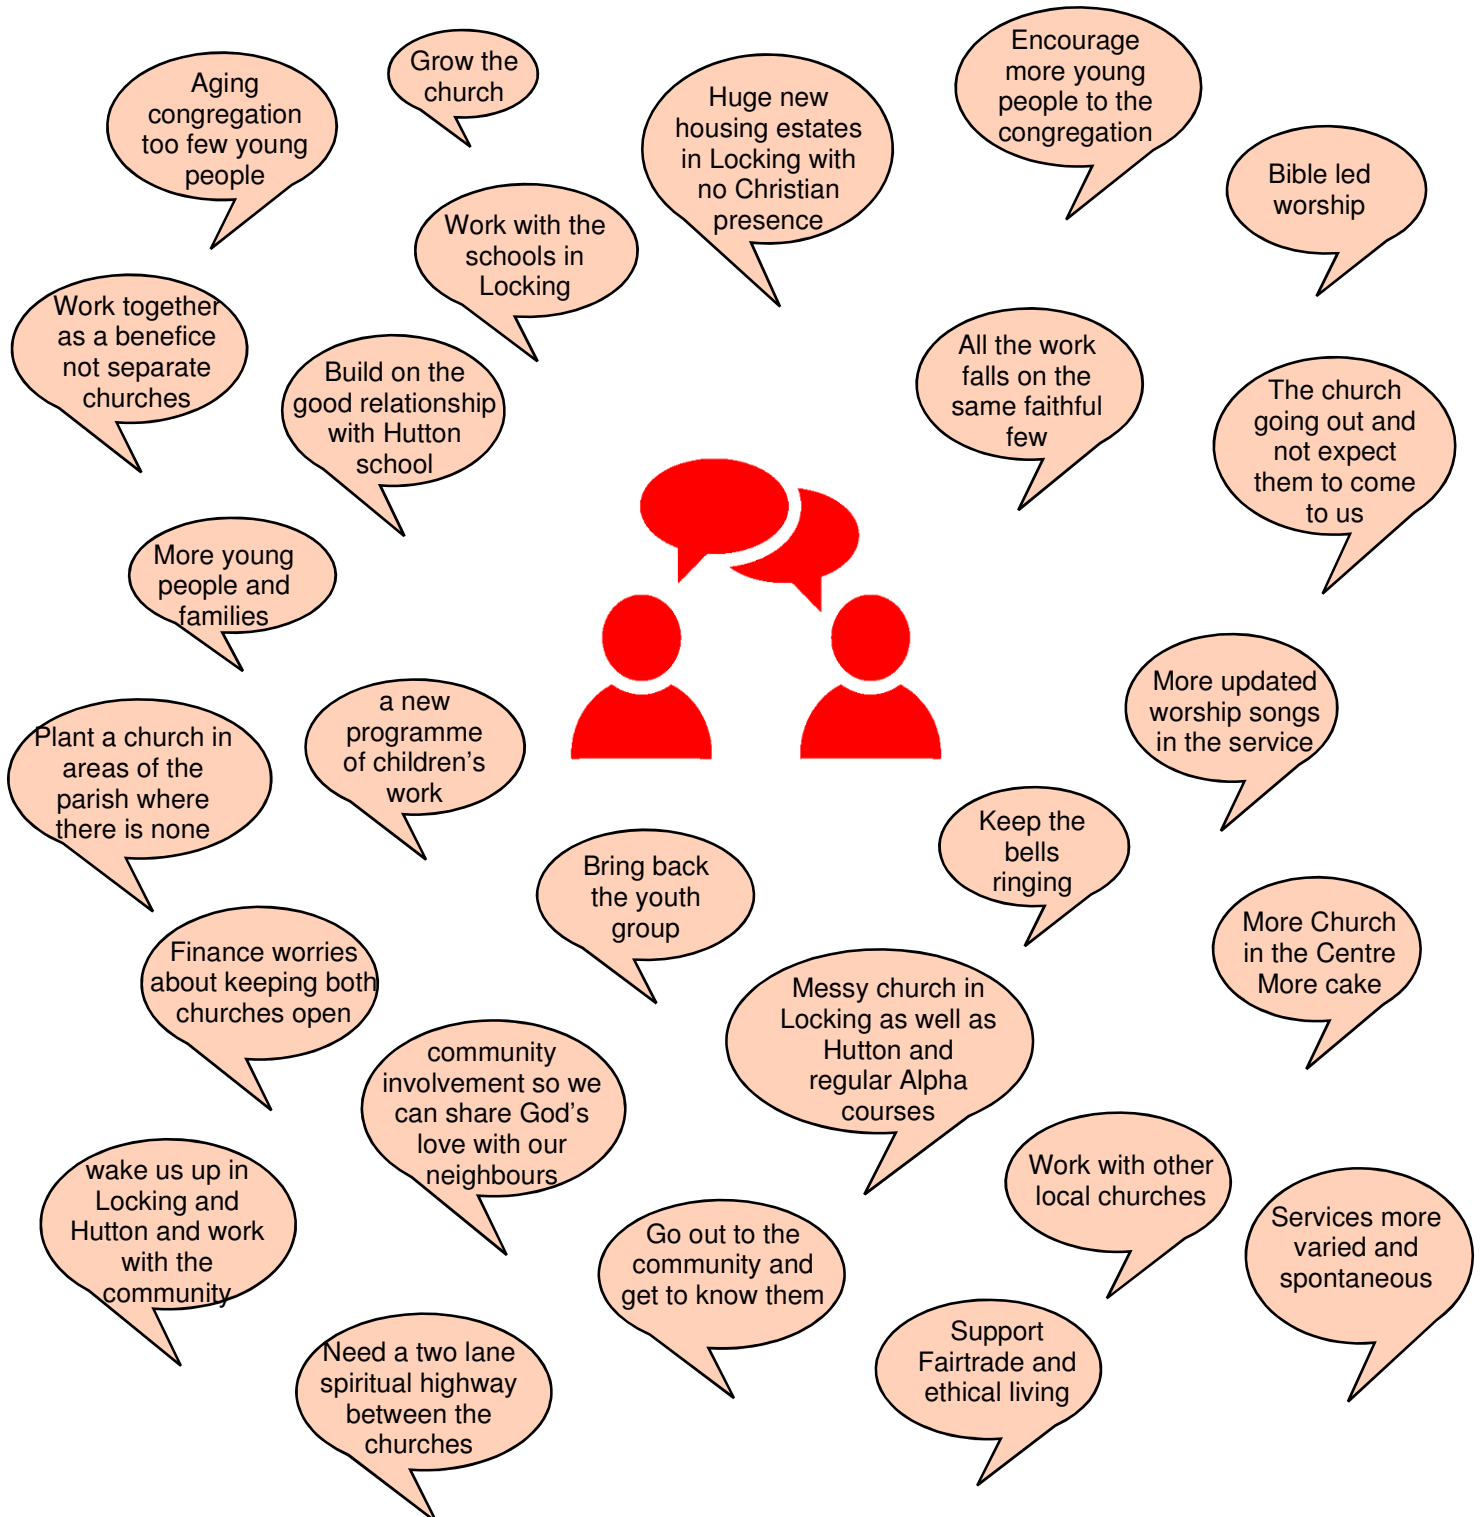 Aging
congregation
too few young
people
Grow the
church
Huge new
housing estates
in Locking with
no Christian
presence
Encourage
more young
people to the
congregation
Bible led
worship
Work with the
schools in
Locking
Work together
as a benefice
not separate
churches
Build on the
good relationship
with Hutton
school
All the work
falls on the
same faithful
few
The church
going out and
not expect
them to come
to us
More young
people and
families
More updated
worship songs
in the service
Plant a church in
areas of the
parish where
there is none
a new
programme
of children’s
work
Keep the
bells
ringing
Bring back
the youth
group
More Church
in the Centre
More cake
Finance worries
about keeping both
churches open
Messy church in
Locking as well as
Hutton and
regular Alpha
courses
community
involvement so we
can share God’s
love with our
neighbours
Work with other
local churches
wake us up in
Locking and
Hutton and work
with the
community
Services more
varied and
spontaneous
Go out to the
community and
get to know them
Support
Fairtrade and
ethical living
Need a two lane
spiritual highway
between the
churches